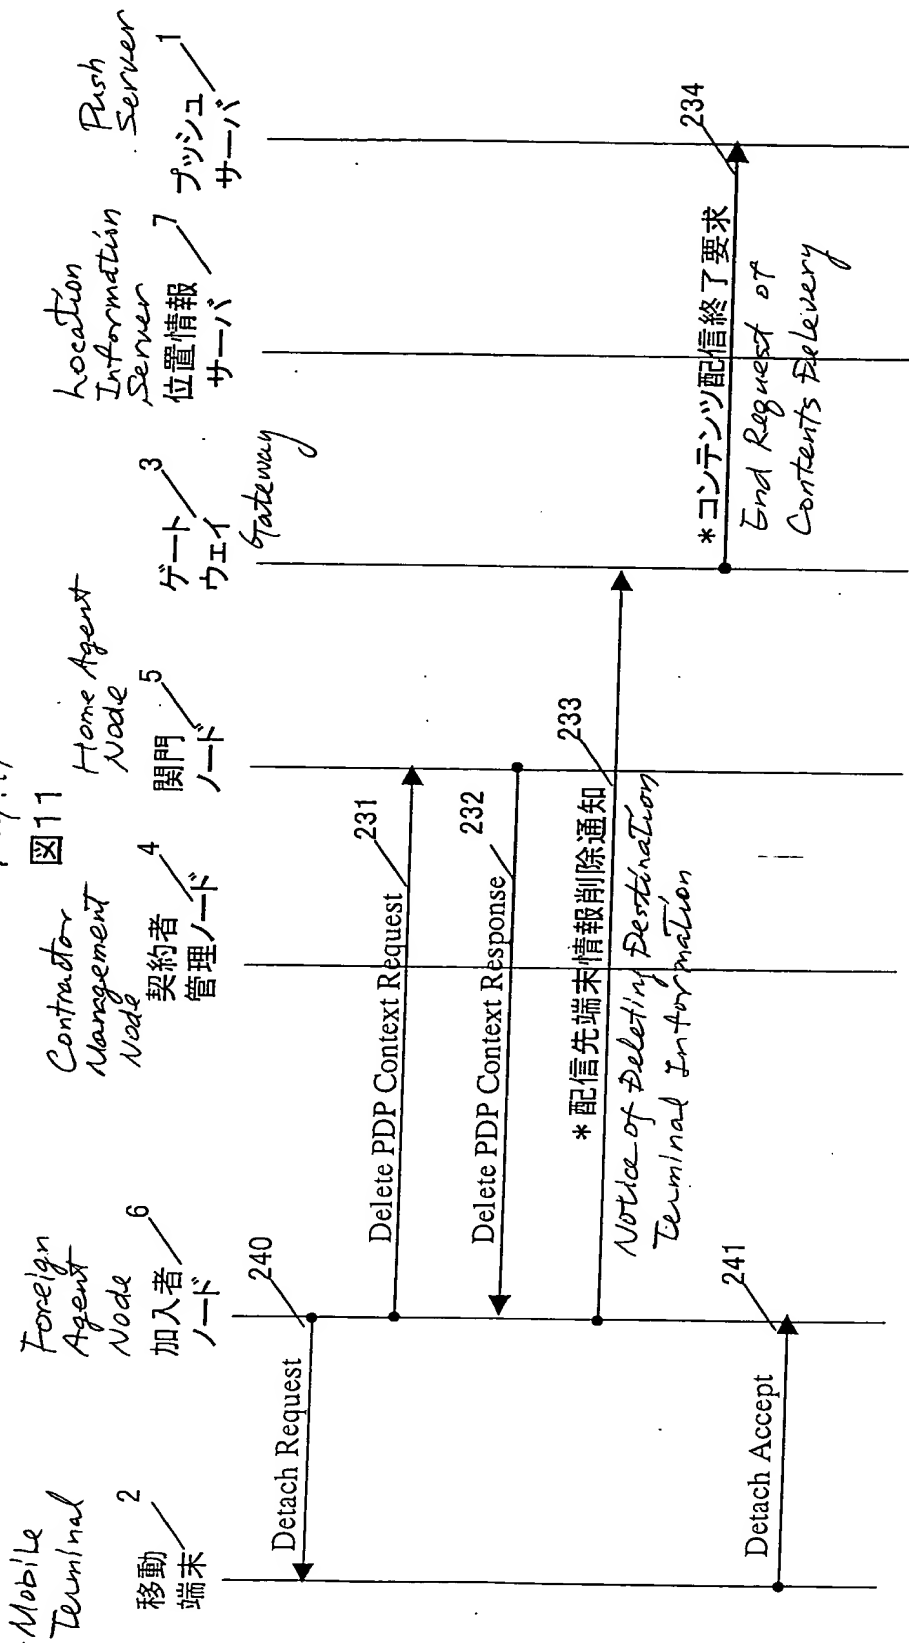 図11
Mobile
Terminal
移動
端末
2
Foreign
Agent
Node
加入者
ノード
6
Contractor
Management
Node
契約者
管理ノード
4
Home Agent
Node
関門
ノード
5
ゲート
ウェイ
3
Gateway
Location
Information
Server
位置情報
サーバ
7
Push
Server
プッシュ
サーバ
1
240
Detach Request
231
Delete PDP Context Request
232
Delete PDP Context Response
233
*配信先端末情報削除通知
Notice of Deleting Destination
Terminal Information
234
*コンテンツ配信終了要求
End Request of
Contents Delevery
241
Detach Accept